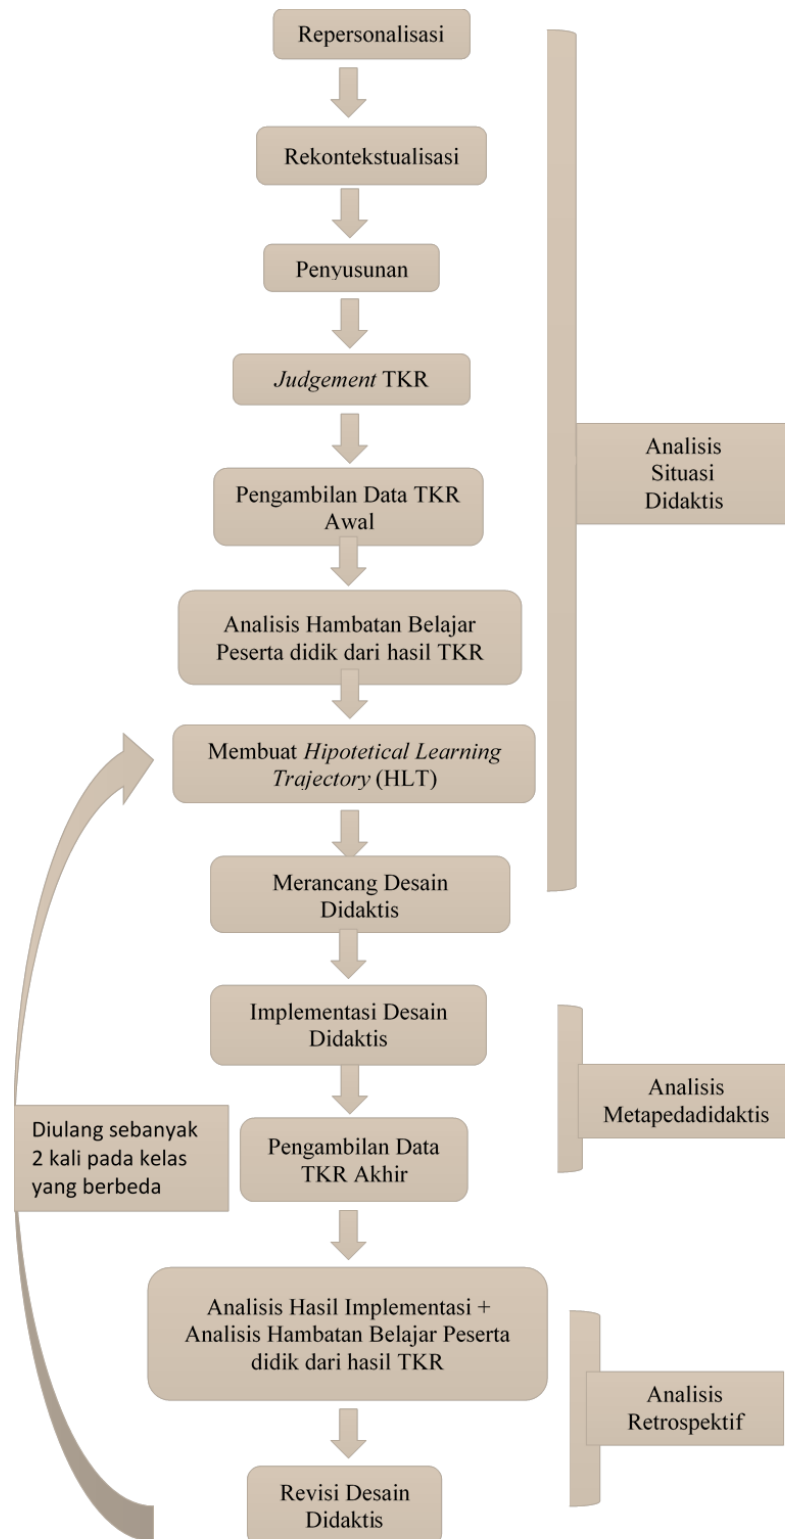 Repersonalisasi
Rekontekstualisasi
Penyusunan
Judgement TKR
Pengambilan Data TKR
Awal
Analisis Hambatan Belajar
Peserta didik dari hasil TKR
Membuat Hipotetical Learning
Trajectory (HLT)
Merancang Desain
Didaktis
Analisis
Situasi
Didaktis
Implementasi Desain
Didaktis
Pengambilan Data
TKR Akhir
Analisis
Metapedadidaktis
Diulang sebanyak
2 kali pada kelas
yang berbeda
Analisis Hasil Implementasi +
Analisis Hambatan Belajar Peserta
didik dari hasil TKR
Revisi Desain
Didaktis
Analisis
Retrospektif